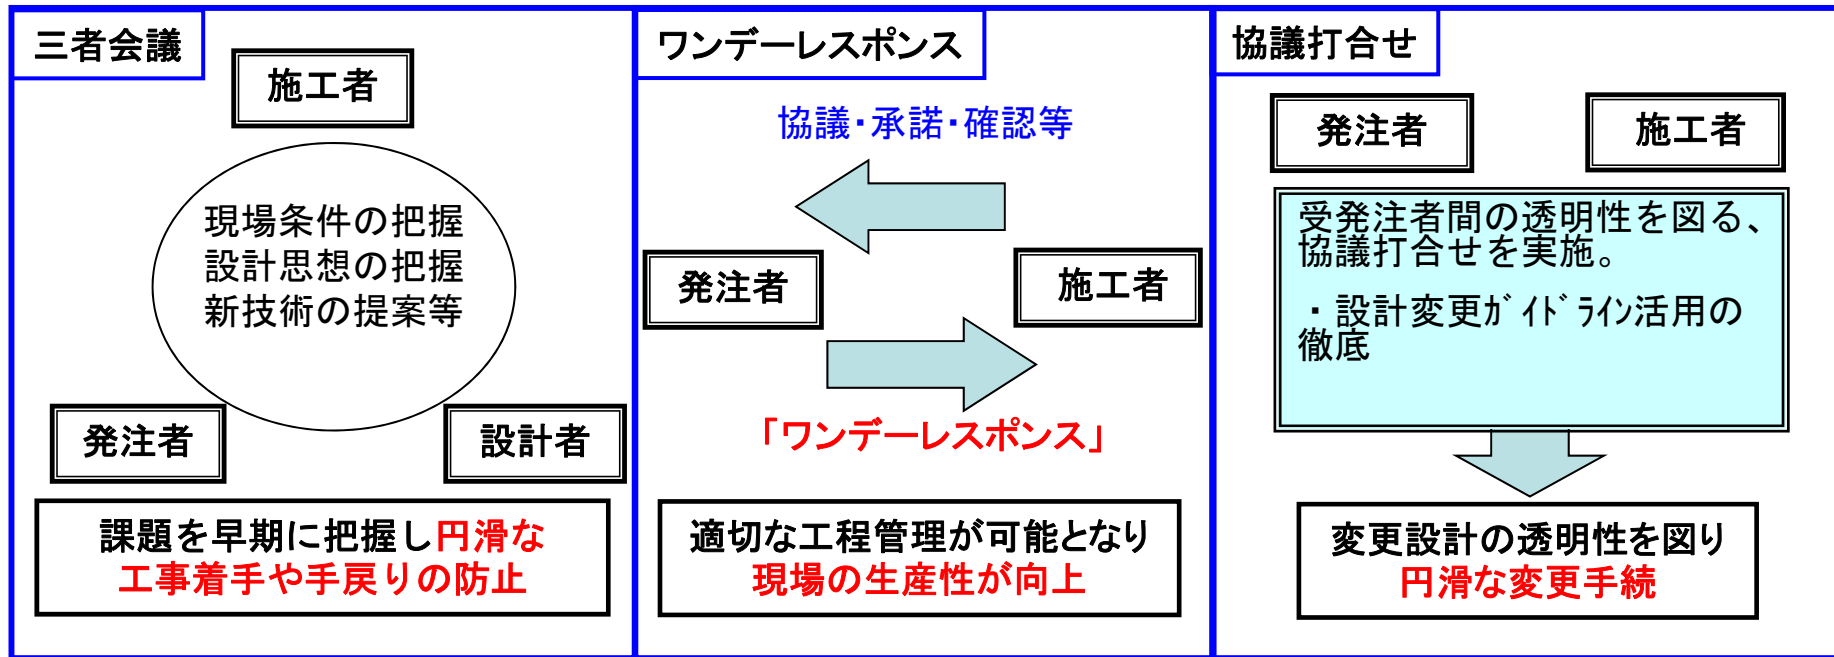 三者会議
施工者
現場条件の把握
設計思想の把握
新技術の提案等
発注者
設計者
課題を早期に把握し円滑な
工事着手や手戻りの防止
ワンデーレスポンス
協議・承諾・確認等
発注者
施工者
「ワンデーレスポンス」
適切な工程管理が可能となり
現場の生産性が向上
協議打合せ
発注者
施工者
受発注者間の透明性を図る、
協議打合せを実施。
・設計変更ｶﾞｲﾄﾞﾗｲﾝ活用の
徹底
変更設計の透明性を図り
円滑な変更手続